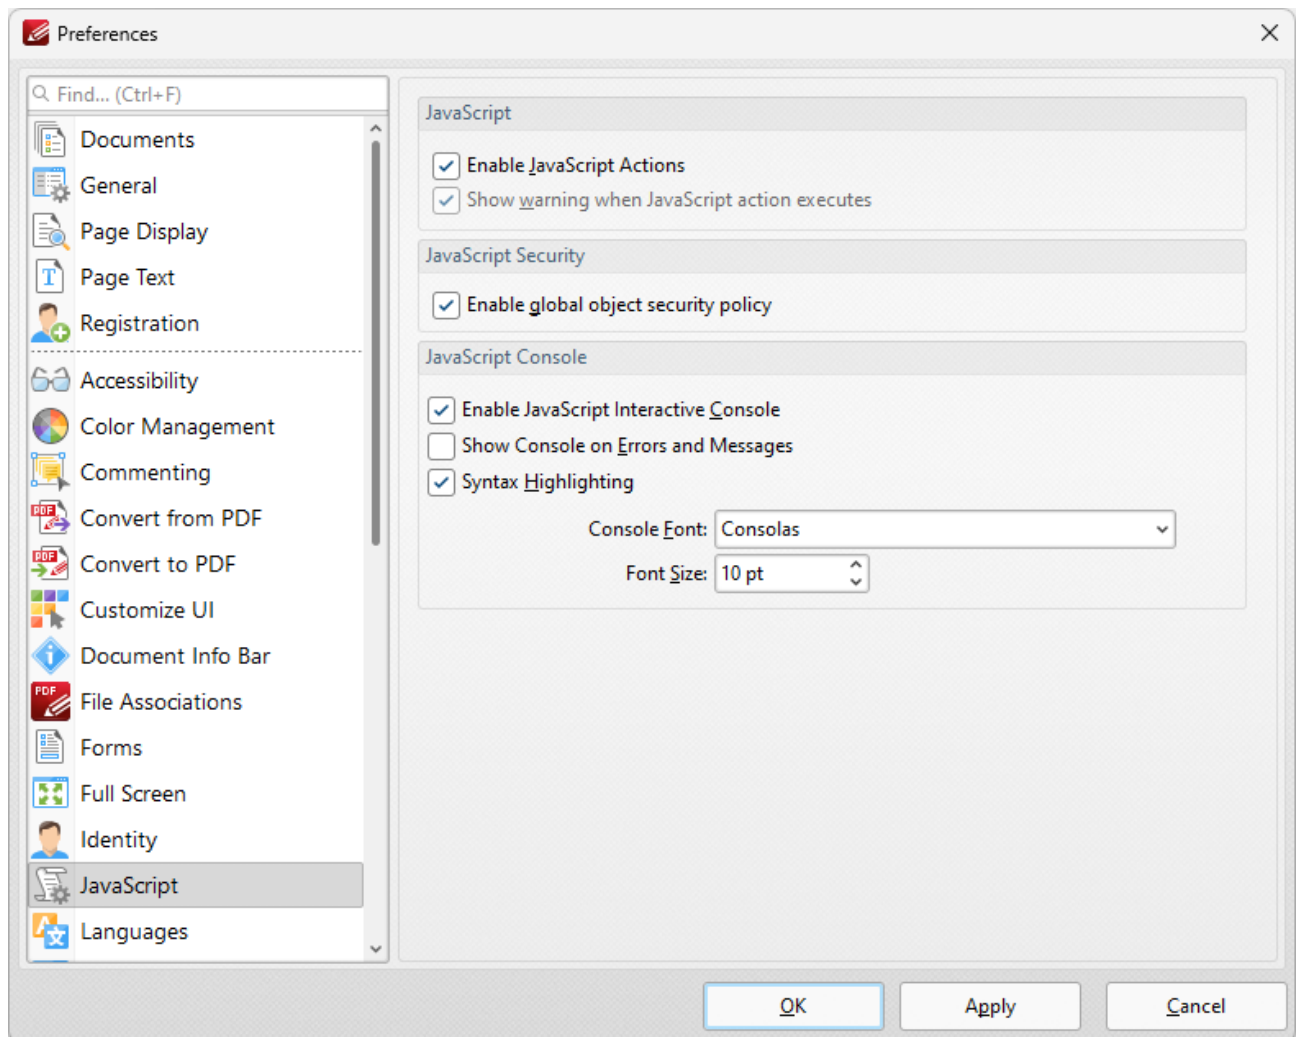 Preferences
Find... (Ctrl+F)
Documents
General
Page Display
Page Text
Registration
Accessibility
Color Management
Commenting
Convert from PDF
Convert to PDF
Customize UI
Document Info Bar
File Associations
Forms
Full Screen
Identity
JavaScript
Languages
JavaScript
Enable JavaScript Actions
Show warning when JavaScript action executes
JavaScript Security
Enable global object security policy
JavaScript Console
Enable JavaScript Interactive Console
Show Console on Errors and Messages
Syntax Highlighting
Console Font: Consolas
Font Size: 10 pt
OK Apply Cancel